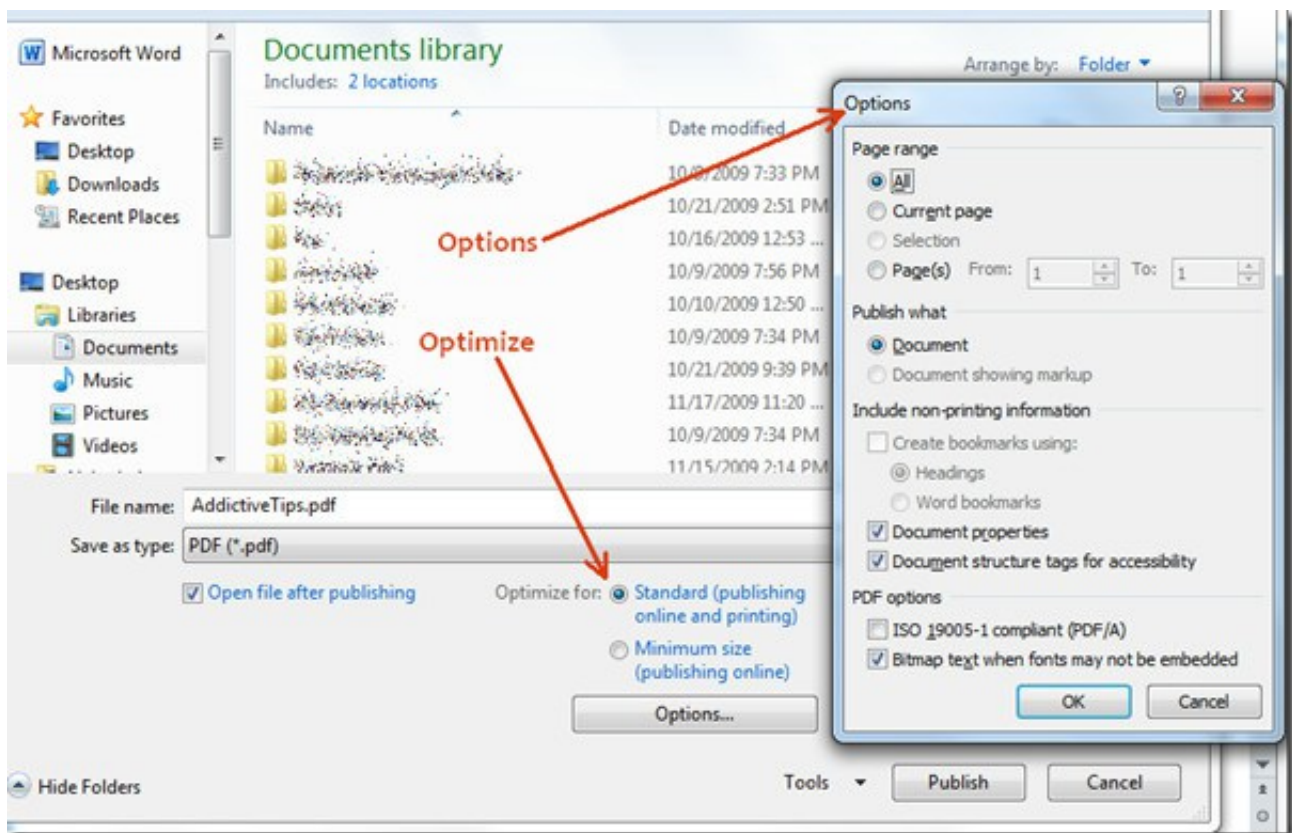 Microsoft Word
Favorites
Desktop
Downloads
Recent Places
Desktop
Libraries
Documents
Music
Pictures
Videos
Documents library
Includes: 2 locations
Arrange by: Folder
Name Date modified
10/8/2009 7:33 PM
10/21/2009 2:51 PM
10/16/2009 12:53 ...
10/9/2009 7:56 PM
10/10/2009 12:50 ...
10/9/2009 7:34 PM
10/21/2009 9:39 PM
11/17/2009 11:20 ...
10/9/2009 7:34 PM
11/15/2009 2:14 PM
Options
Optimize
File name: AddictiveTips.pdf
Save as type: PDF (*.pdf)
Open file after publishing
Optimize for: Standard (publishing
online and printing)
Minimum size
(publishing online)
Options...
Hide Folders
Tools Publish Cancel
Options
Page range
All
Current page
Selection
Page(s) From: 1 To: 1
Publish what
Document
Document showing markup
Include non-printing information
Create bookmarks using:
Headings
Word bookmarks
Document properties
Document structure tags for accessibility
PDF options
ISO 19005-1 compliant (PDF/A)
Bitmap text when fonts may not be embedded
OK Cancel